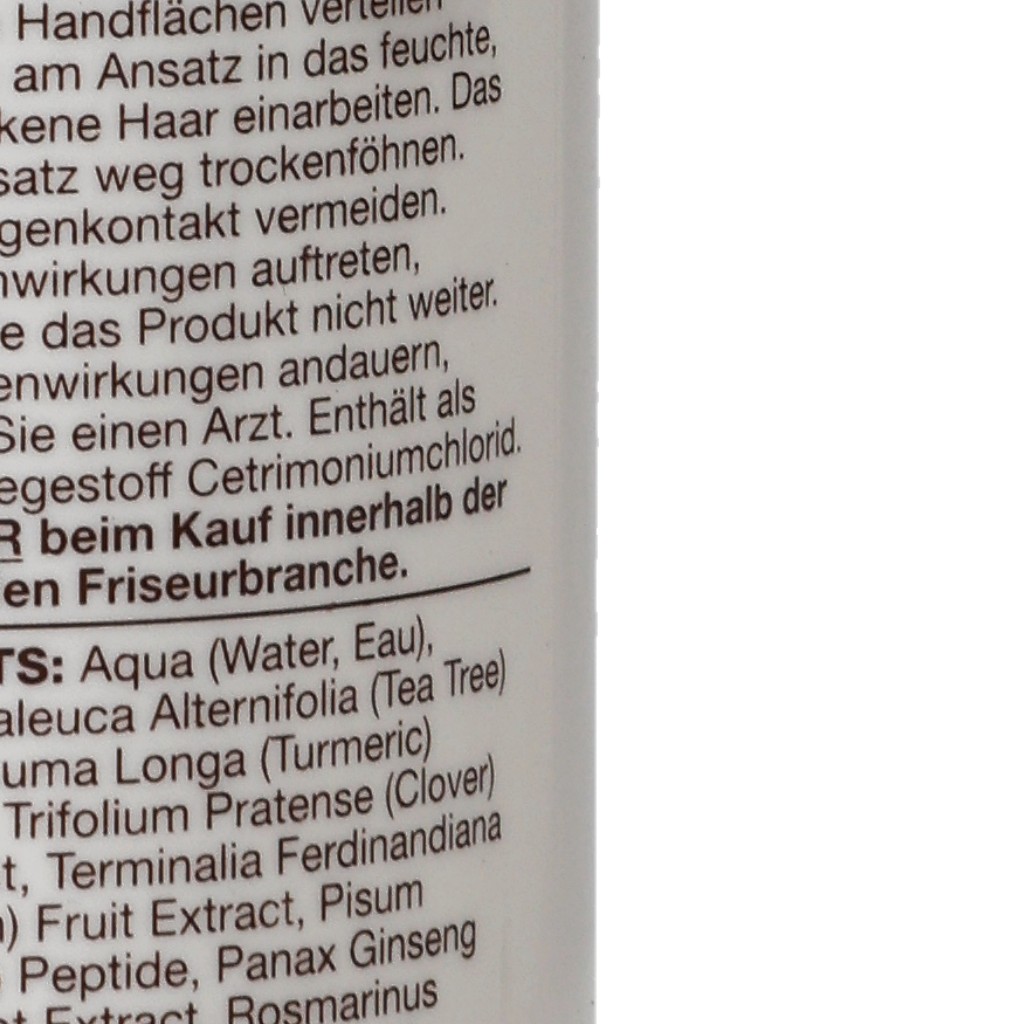 Handflächen verteilen
am Ansatz in das feuchte,
kene Haar einarbeiten. Das
satz weg trockenföhnen.
genkontakt vermeiden.
wirkungen auftreten,
e das Produkt nicht weiter.
enwirkungen andauern,
Sie einen Arzt. Enthält als
egestoff Cetrimoniumchlorid.
R beim Kauf innerhalb der
en Friseurbranche.
TS: Aqua (Water, Eau),
aleuca Alternifolia (Tea Tree)
uma Longa (Turmeric)
Trifolium Pratense (Clover)
t, Terminalia Ferdinandiana
) Fruit Extract, Pisum
Peptide, Panax Ginseng
t Extract, Rosmarinus